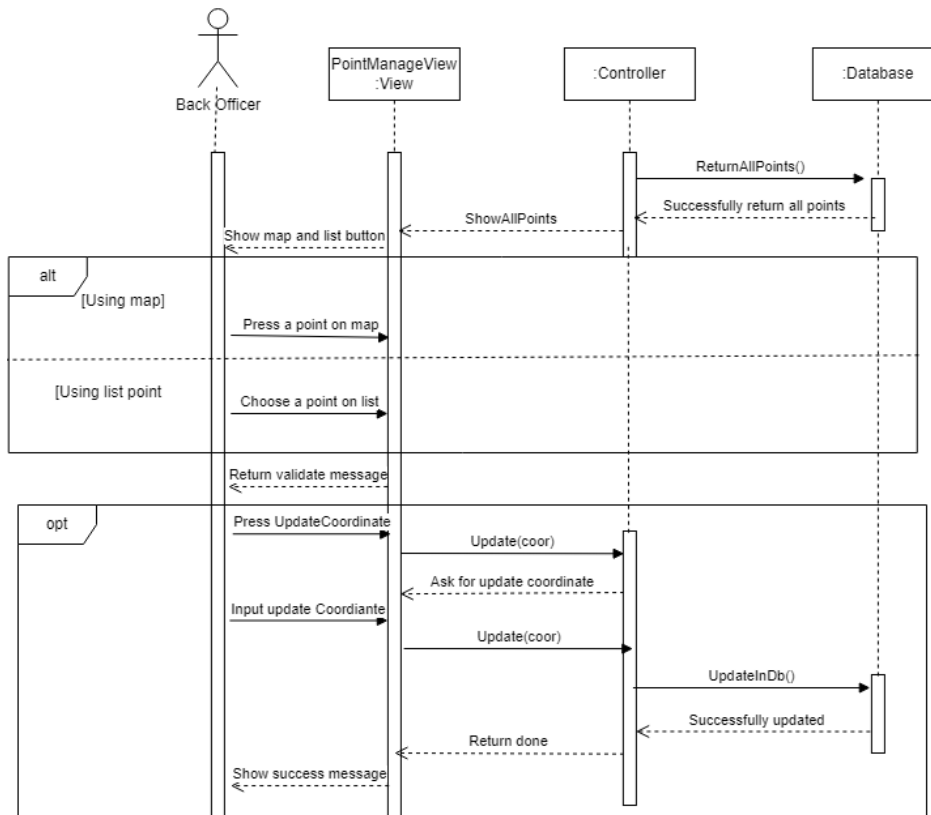 PointManageView
:View
:Controller
:Database
Back Officer
ReturnAllPoints()
Successfully return all points
ShowAllPoints
Show map and list button
alt
[Using map]
Press a point on map
[Using list point
Choose a point on list
Return validate message
opt
Press UpdateCoordinate
Update(coor)
Ask for update coordinate
Input update Coordiante
Update(coor)
UpdateInDb()
Successfully updated
Return done
Show success message